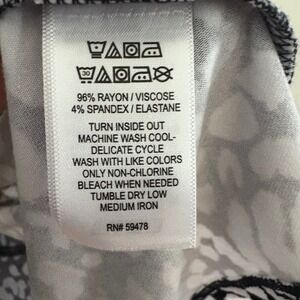 30
96% RAYON / VISCOSE
4% SPANDEX / ELASTANE
TURN INSIDE OUT
MACHINE WASH COOL-
DELICATE CYCLE
WASH WITH LIKE COLORS
ONLY NON-CHLORINE
BLEACH WHEN NEEDED
TUMBLE DRY LOW
MEDIUM IRON
RN# 59478